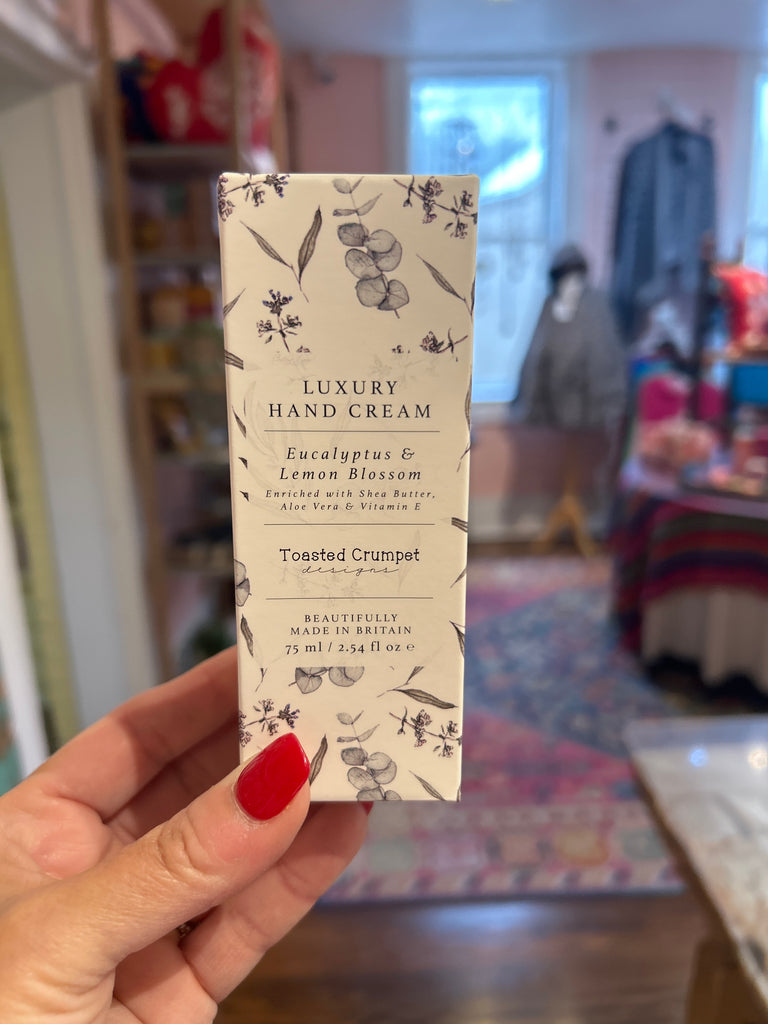 LUXURY
HAND CREAM
Eucalyptus &
Lemon Blossom
Enriched with Shea Butter,
Aloe Vera & Vitamin E
Toasted Crumpet
designs
BEAUTIFULLY
MADE IN BRITAIN
75 ml / 2.54 fl oz ℮